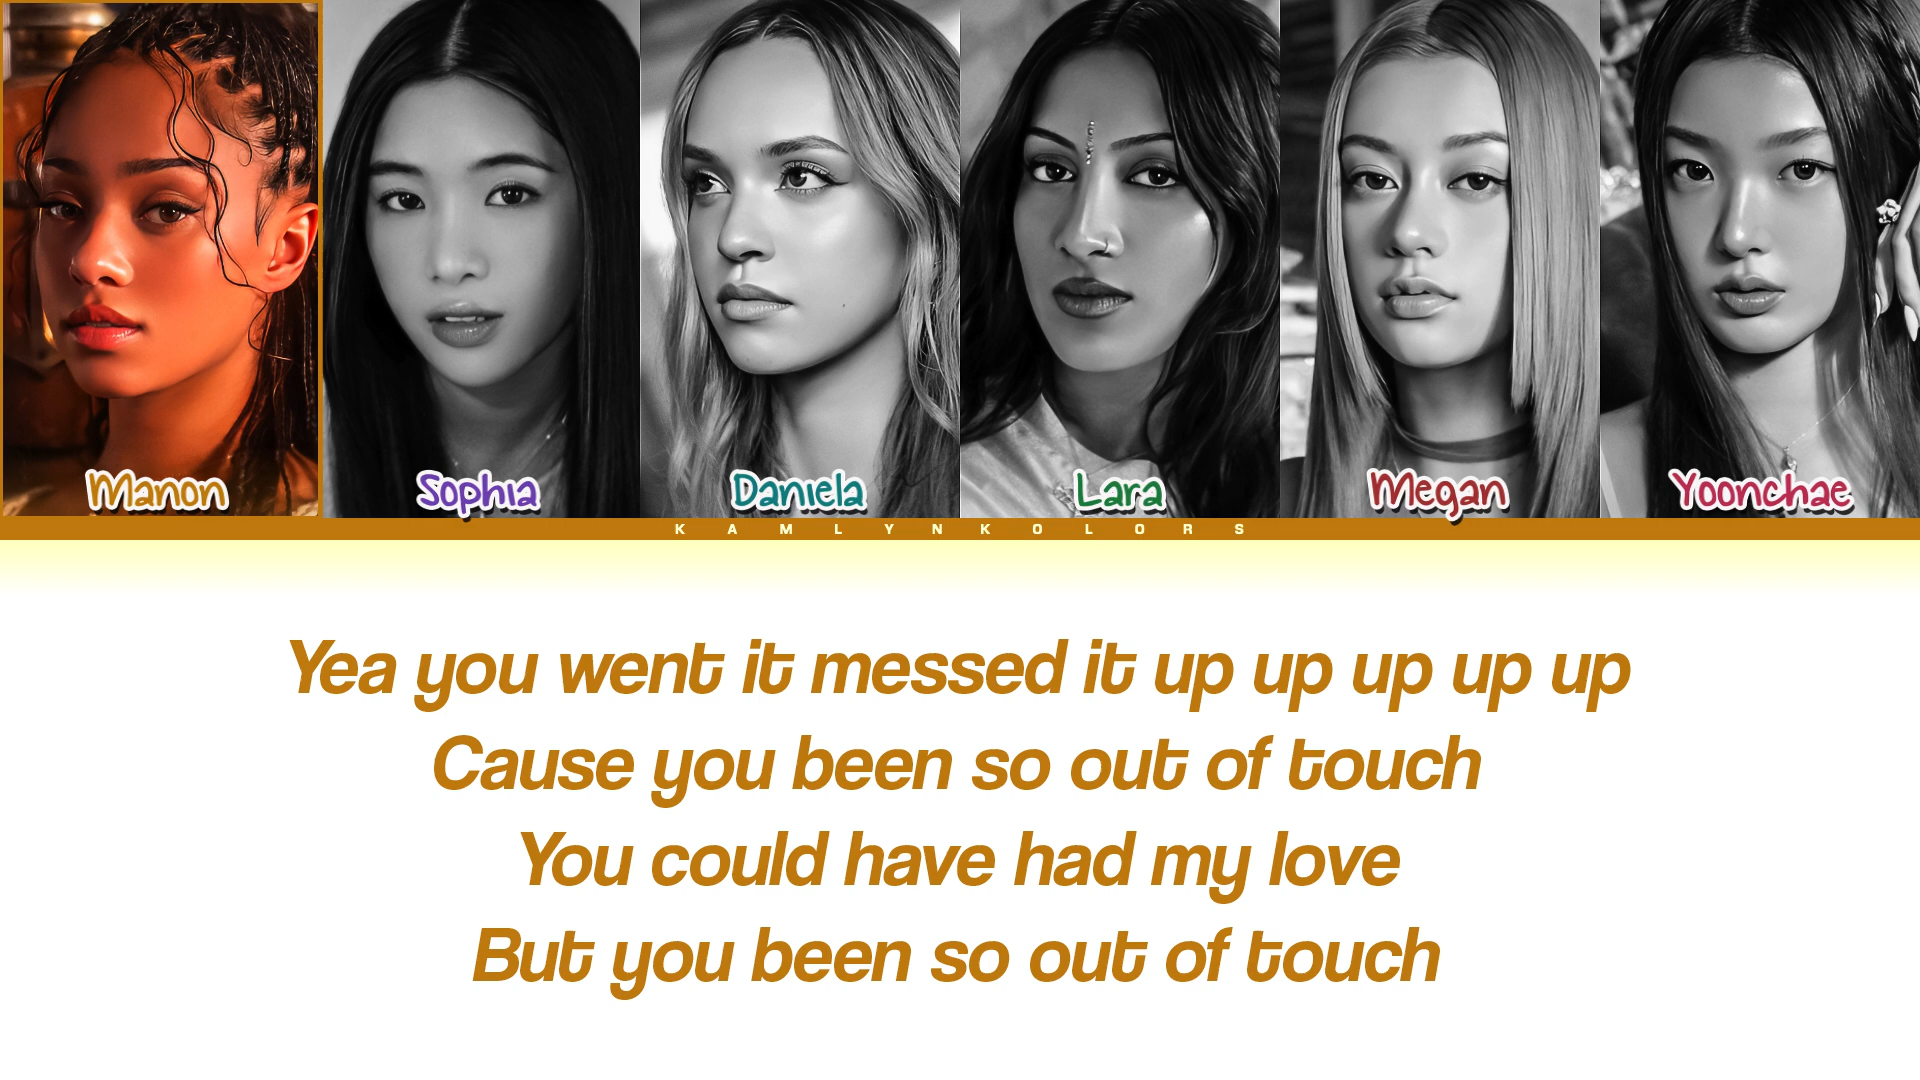 Manon Sophia Daniela Lara Megan Yoonchae
KAMLYNKOLORS
Yea you went it messed it up up up up up
Cause you been so out of touch
You could have had my love
But you been so out of touch